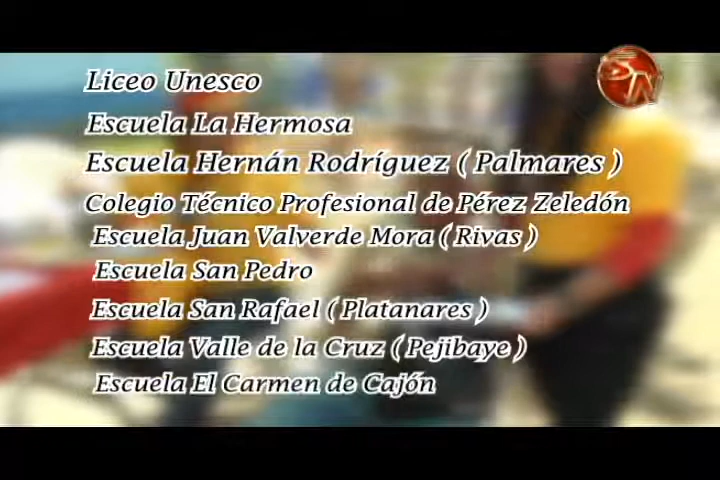 Liceo Unesco
Escuela La Hermosa
Escuela Hernán Rodríguez ( Palmares )
Colegio Técnico Profesional de Pérez Zeledón
Escuela Juan Valverde Mora ( Rivas )
Escuela San Pedro
Escuela San Rafael ( Platanares )
Escuela Valle de la Cruz ( Pejibaye )
Escuela El Carmen de Cajón